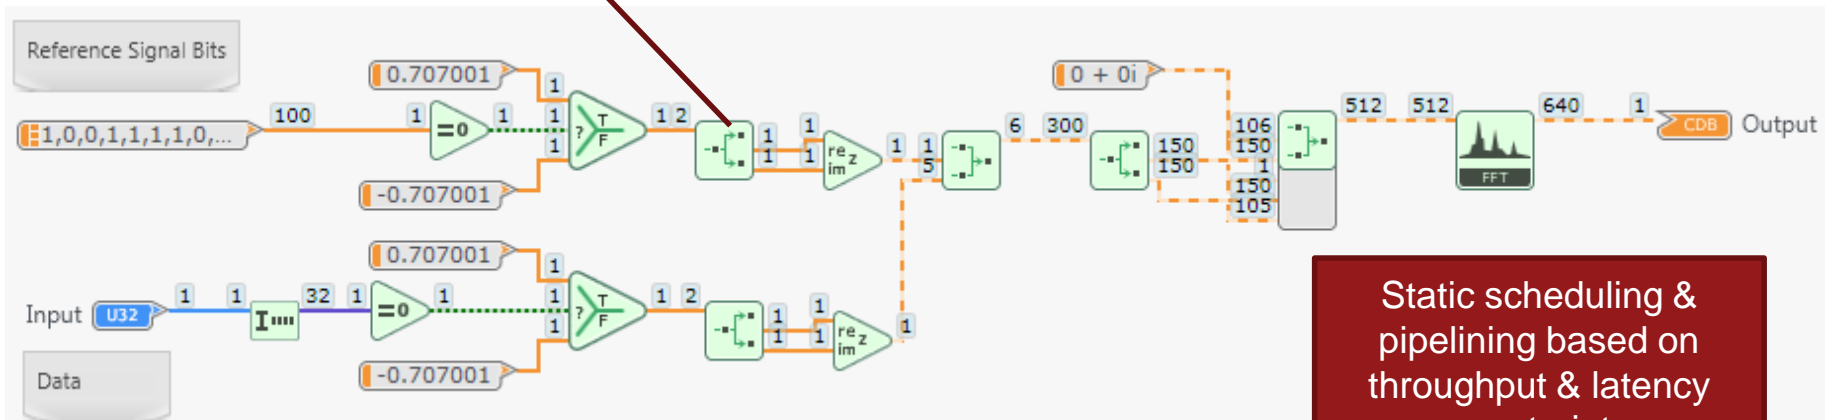 Reference Signal Bits
0.707001
1
0 + 0i
100
1
=0
1
1
T
?
F
1
1 2
1
1
1
1
re
im
z
1
1
5
6
300
150
150
106
150
1
150
105
512
512
FFT
640
1
CDB
Output
1,0,0,1,1,1,1,0,...
-0.707001
0.707001
1
Input
U32
1
1
I
32
1
=0
1
1
T
?
F
1
1
2
1
1
1
1
re
im
z
1
-0.707001
Data
Static scheduling &
pipelining based on
throughput & latency